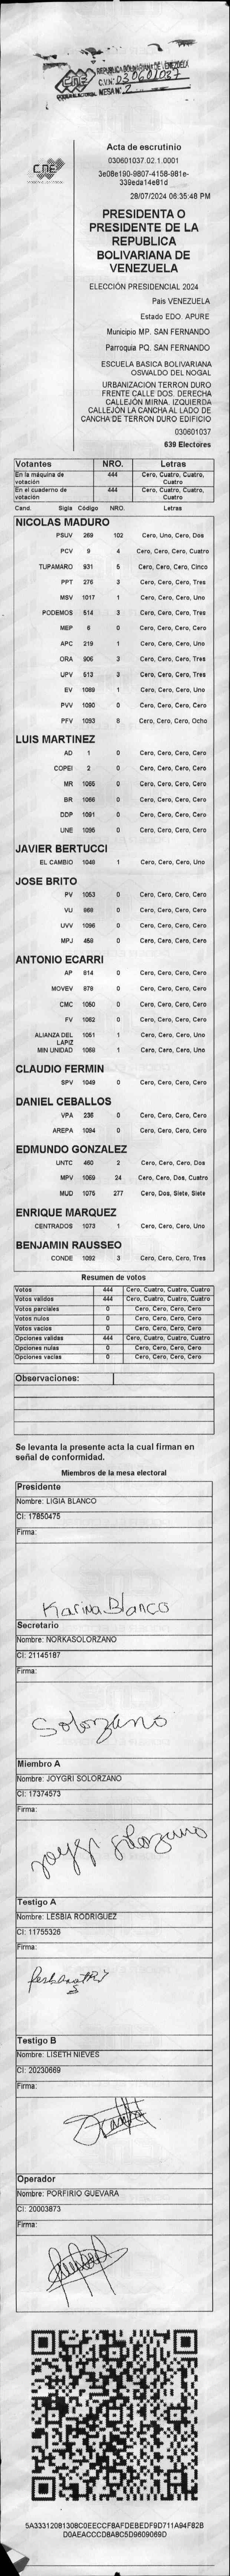 REPUBLICA BOLIVARIANA DE VENEZUELA
C.V.Nº: 030601037
MESA Nº: 2
CNE
Acta de escrutinio
030601037.02.1.0001
3e08e190-9807-4158-981e-
339eda14e81d
28/07/2024 06:35:48 PM
PRESIDENTA O
PRESIDENTE DE LA
REPUBLICA
BOLIVARIANA DE
VENEZUELA
ELECCIÓN PRESIDENCIAL 2024
Pais VENEZUELA
Estado EDO. APURE
Municipio MP. SAN FERNANDO
Parroquia PQ. SAN FERNANDO
ESCUELA BASICA BOLIVARIANA
OSWALDO DEL NOGAL
URBANIZACION TERRON DURO
FRENTE CALLE DOS. DERECHA
CALLEJÓN MIRNA. IZQUIERDA
CALLEJÓN LA CANCHA AL LADO DE
CANCHA DE TERRON DURO EDIFICIO
030601037
639 Electores
Votantes NRO. Letras
En la máquina de votación 444 Cero, Cuatro, Cuatro, Cuatro
En el cuaderno de votación 444 Cero, Cuatro, Cuatro, Cuatro
Cand. Sigla Código NRO. Letras
NICOLAS MADURO
PSUV 269 102 Cero, Uno, Cero, Dos
PCV 9 4 Cero, Cero, Cero, Cuatro
TUPAMARO 931 5 Cero, Cero, Cero, Cinco
PPT 276 3 Cero, Cero, Cero, Tres
MSV 1017 1 Cero, Cero, Cero, Uno
PODEMOS 514 3 Cero, Cero, Cero, Tres
MEP 6 0 Cero, Cero, Cero, Cero
APC 219 1 Cero, Cero, Cero, Uno
ORA 906 3 Cero, Cero, Cero, Tres
UPV 513 3 Cero, Cero, Cero, Tres
EV 1089 1 Cero, Cero, Cero, Uno
PVV 1090 0 Cero, Cero, Cero, Cero
PFV 1093 8 Cero, Cero, Cero, Ocho
LUIS MARTINEZ
AD 1 0 Cero, Cero, Cero, Cero
COPEI 2 0 Cero, Cero, Cero, Cero
MR 1065 0 Cero, Cero, Cero, Cero
BR 1066 0 Cero, Cero, Cero, Cero
DDP 1091 0 Cero, Cero, Cero, Cero
UNE 1095 0 Cero, Cero, Cero, Cero
JAVIER BERTUCCI
EL CAMBIO 1048 1 Cero, Cero, Cero, Uno
JOSE BRITO
PV 1053 0 Cero, Cero, Cero, Cero
VU 868 0 Cero, Cero, Cero, Cero
UVV 1096 0 Cero, Cero, Cero, Cero
MPJ 458 0 Cero, Cero, Cero, Cero
ANTONIO ECARRI
AP 814 0 Cero, Cero, Cero, Cero
MOVEV 878 0 Cero, Cero, Cero, Cero
CMC 1050 0 Cero, Cero, Cero, Cero
FV 1062 0 Cero, Cero, Cero, Cero
ALIANZA DEL LAPIZ 1051 1 Cero, Cero, Cero, Uno
MIN UNIDAD 1068 1 Cero, Cero, Cero, Uno
CLAUDIO FERMIN
SPV 1049 0 Cero, Cero, Cero, Cero
DANIEL CEBALLOS
VPA 236 0 Cero, Cero, Cero, Cero
AREPA 1094 0 Cero, Cero, Cero, Cero
EDMUNDO GONZALEZ
UNTC 460 2 Cero, Cero, Cero, Dos
MPV 1069 24 Cero, Cero, Dos, Cuatro
MUD 1075 277 Cero, Dos, Siete, Siete
ENRIQUE MARQUEZ
CENTRADOS 1073 1 Cero, Cero, Cero, Uno
BENJAMIN RAUSSEO
CONDE 1092 3 Cero, Cero, Cero, Tres
Resumen de votos
Votos 444 Cero, Cuatro, Cuatro, Cuatro
Votos validos 444 Cero, Cuatro, Cuatro, Cuatro
Votos parciales 0 Cero, Cero, Cero, Cero
Votos nulos 0 Cero, Cero, Cero, Cero
Votos vacios 0 Cero, Cero, Cero, Cero
Opciones validas 444 Cero, Cuatro, Cuatro, Cuatro
Opciones nulas 0 Cero, Cero, Cero, Cero
Opciones vacias 0 Cero, Cero, Cero, Cero
Observaciones:
Se levanta la presente acta la cual firman en
señal de conformidad.
Miembros de la mesa electoral
Presidente
Nombre: LIGIA BLANCO
CI: 17850475
Firma:
Karina Blanco
Secretario
Nombre: NORKASOLORZANO
CI: 21145187
Firma:
Solorzano
Miembro A
Nombre: JOYGRI SOLORZANO
CI: 17374573
Firma:
Joygri Solorzano
Testigo A
Nombre: LESBIA RODRIGUEZ
CI: 11755326
Firma:
Testigo B
Nombre: LISETH NIEVES
CI: 20230669
Firma:
Operador
Nombre: PORFIRIO GUEVARA
CI: 20003873
Firma:
5A33312081308C0EECCF8AFDEBEDF9D711A94F82B
D0AEACCCD8A8C5D9609069D